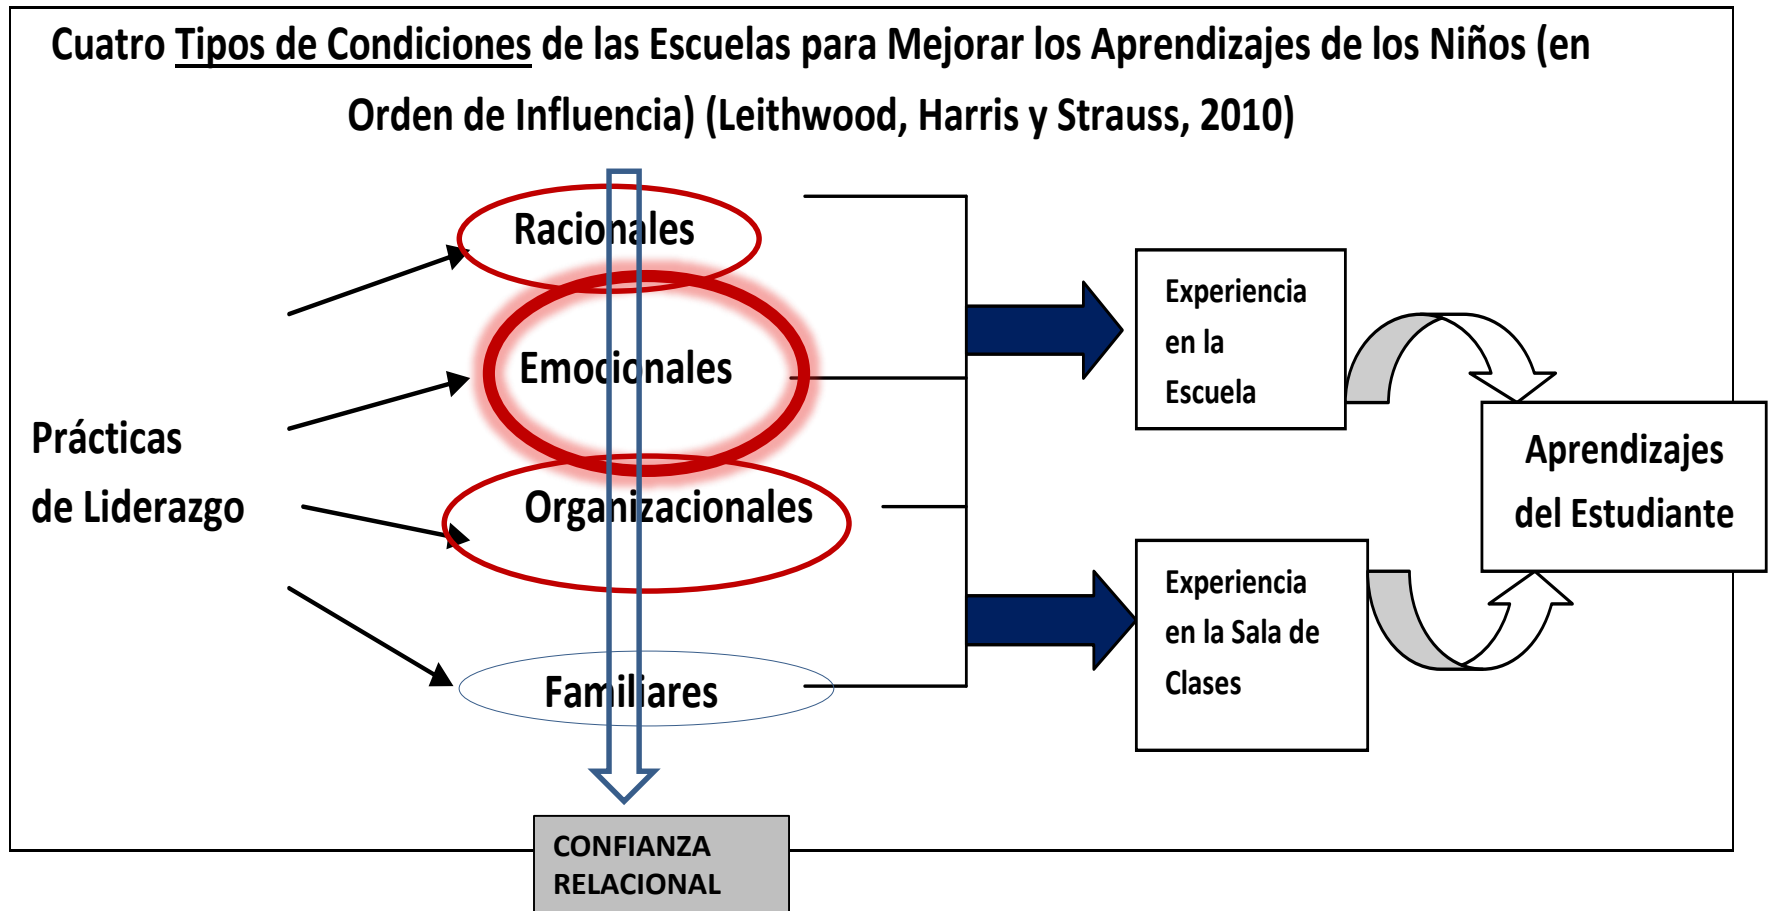 Cuatro Tipos de Condiciones de las Escuelas para Mejorar los Aprendizajes de los Niños (en
Orden de Influencia) (Leithwood, Harris y Strauss, 2010)
Prácticas
de Liderazgo
Racionales
Emocionales
Organizacionales
Familiares
CONFIANZA
RELACIONAL
Experiencia
en la
Escuela
Experiencia
en la Sala de
Clases
Aprendizajes
del Estudiante